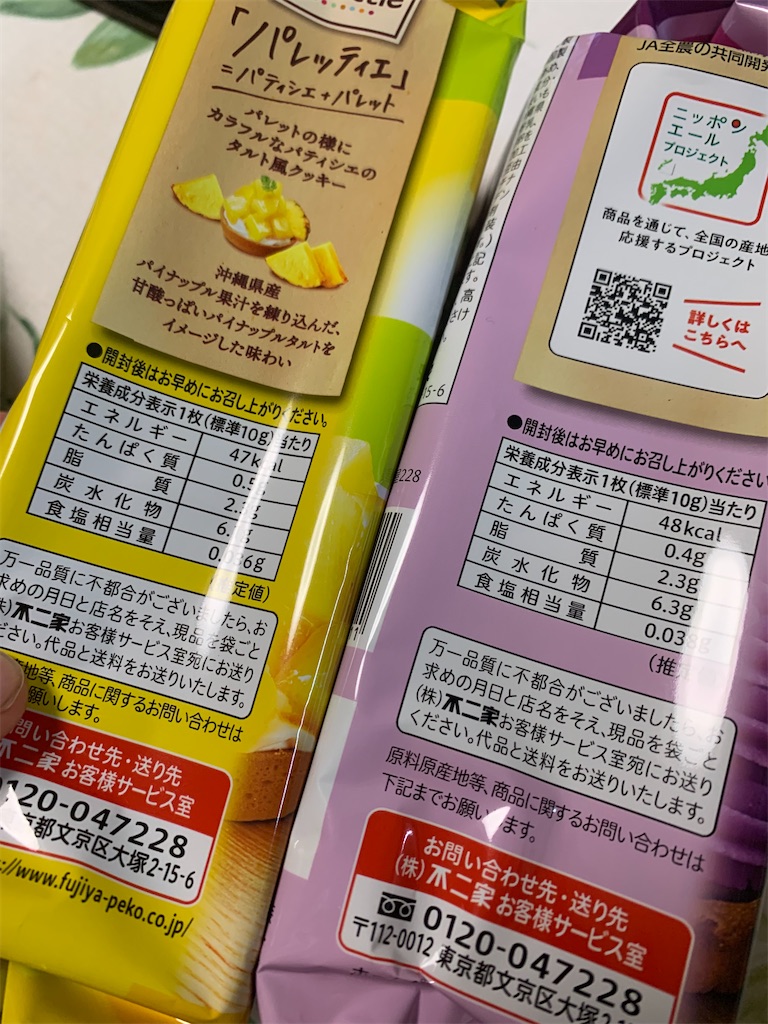 「パレッティエ」
=パティシエ+パレット
パレットの様に
カラフルなパティシエの
タルト風クッキー
沖縄県産
パイナップル果汁を練り込んだ、
甘酸っぱいパイナップルタルトを
イメージした味わい
●開封後はお早めにお召し上がりください。
栄養成分表示1枚(標準10g)当たり
エネルギー 47kcal
たんぱく質
脂質
炭水化物
食塩相当量
万一品質に不都合がございましたら、お
求めの月日と店名をそえ、現品を袋ごと
(株)不二家お客様サービス室宛にお送り
ださい。代品と送料をお送りいたします。
地等、商品に関するお問い合わせは
願いします。
問い合わせ先・送り先
不二家 お客様サービス室
0120-047228
京都文京区大塚2-15-6
://www.fujiya-peko.co.jp/
JA全農の共同開発
ニッポン
エール
プロジェクト
商品を通じて、全国の産地
応援するプロジェクト
詳しくは
こちらへ
15-6
228
●開封後はお早めにお召し上がりください
栄養成分表示1枚(標準10g)当たり
エネルギー 48kcal
たんぱく質 0.4g
脂質 2.3g
炭水化物 6.3g
食塩相当量 0.038g
万一品質に不都合がございましたら、お
求めの月日と店名をそえ、現品を袋ごと
(株)不二家お客様サービス室宛にお送り
ください。代品と送料をお送りいたします。
原料原産地等、商品に関するお問い合わせは
下記までお願いします。
お問い合わせ先・送り先
(株)不二家 お客様サービス室
0120-047228
〒112-0012 東京都文京区大塚2-15-6